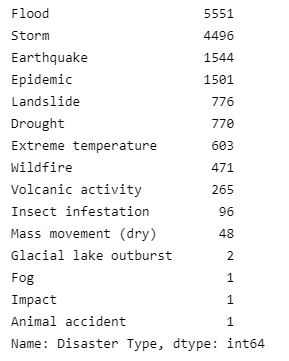 Flood 5551
Storm 4496
Earthquake 1544
Epidemic 1501
Landslide 776
Drought 770
Extreme temperature 603
Wildfire 471
Volcanic activity 265
Insect infestation 96
Mass movement (dry) 48
Glacial lake outburst 2
Fog 1
Impact 1
Animal accident 1
Name: Disaster Type, dtype: int64